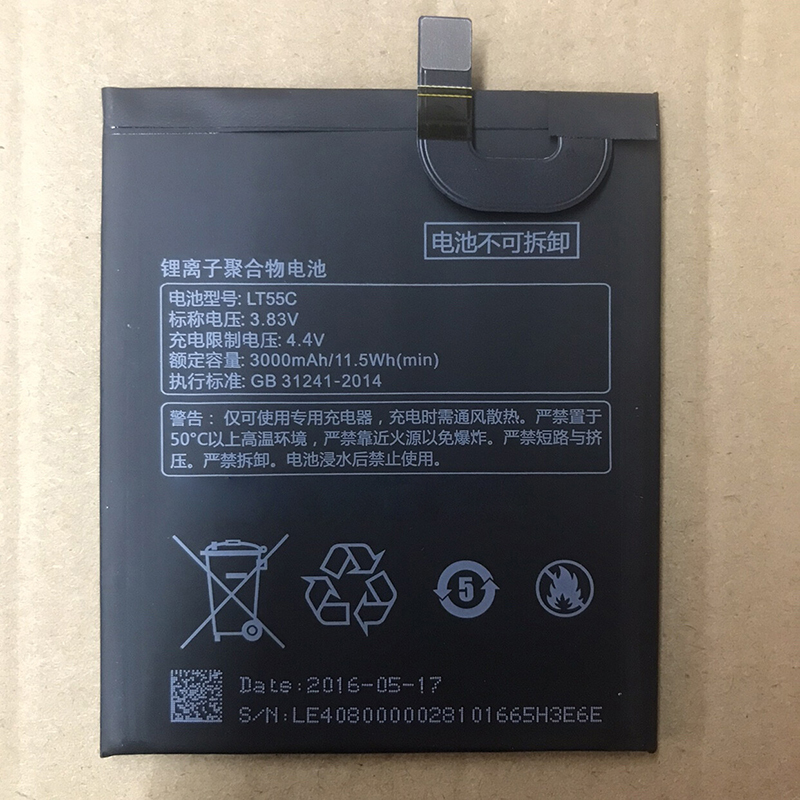 电池不可拆卸
锂离子聚合物电池
电池型号: LT55C
标称电压: 3.83V
充电限制电压: 4.4V
额定容量: 3000mAh/11.5Wh(min)
执行标准: GB 31241-2014
警告：仅可使用专用充电器，充电时需通风散热。严禁置于
50°C以上高温环境，严禁靠近火源以免爆炸。严禁短路与挤
压。严禁拆卸。电池浸水后禁止使用。
5
Date:2016-05-17
S/N:LE4080000028101665H3E6E